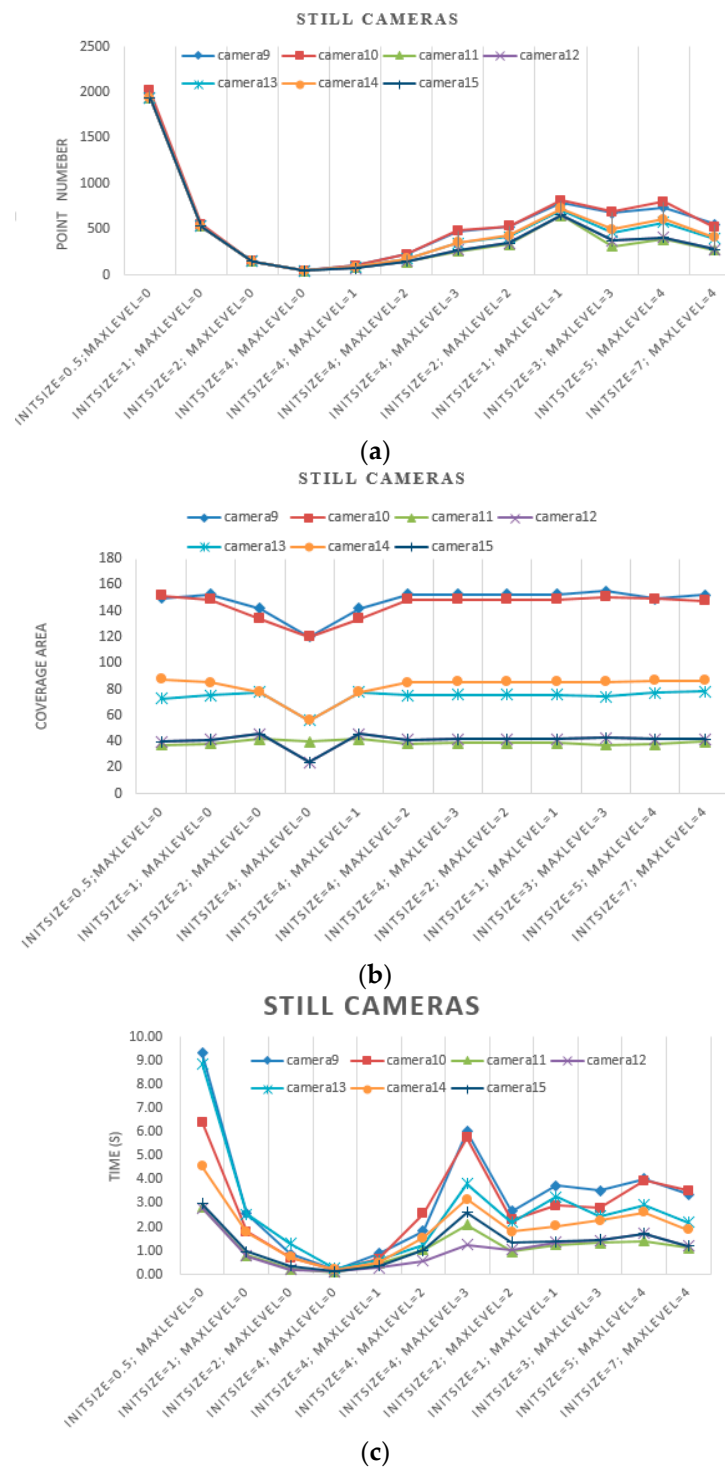 STILL CAMERAS
2500
2000
1500
1000
500
0
POINT NUMEBER
camera9 camera10 camera11 camera12
camera13 camera14 camera15
INITSIZE=0.5;MAXLEVEL=0
INITSIZE=1; MAXLEVEL=0
INITSIZE=2; MAXLEVEL=0
INITSIZE=4; MAXLEVEL=0
INITSIZE=4; MAXLEVEL=1
INITSIZE=4; MAXLEVEL=2
INITSIZE=4; MAXLEVEL=3
INITSIZE=2; MAXLEVEL=2
INITSIZE=1; MAXLEVEL=1
INITSIZE=3; MAXLEVEL=3
INITSIZE=5; MAXLEVEL=4
INITSIZE=7; MAXLEVEL=4
(a)
STILL CAMERAS
camera9 camera10 camera11 camera12
camera13 camera14 camera15
180
160
140
120
100
80
60
40
20
0
COVERAGE AREA
INITSIZE=0.5;MAXLEVEL=0
INITSIZE=1; MAXLEVEL=0
INITSIZE=2; MAXLEVEL=0
INITSIZE=4; MAXLEVEL=0
INITSIZE=4; MAXLEVEL=1
INITSIZE=4; MAXLEVEL=2
INITSIZE=4; MAXLEVEL=3
INITSIZE=2; MAXLEVEL=2
INITSIZE=1; MAXLEVEL=1
INITSIZE=3; MAXLEVEL=3
INITSIZE=5; MAXLEVEL=4
INITSIZE=7; MAXLEVEL=4
(b)
STILL CAMERAS
10.00
9.00
8.00
7.00
6.00
5.00
4.00
3.00
2.00
1.00
0.00
TIME (S)
camera9 camera10 camera11 camera12
camera13 camera14 camera15
INITSIZE=0.5; MAXLEVEL=0
INITSIZE=1; MAXLEVEL=0
INITSIZE=2; MAXLEVEL=0
INITSIZE=4; MAXLEVEL=0
INITSIZE=4; MAXLEVEL=1
INITSIZE=4; MAXLEVEL=2
INITSIZE=4; MAXLEVEL=3
INITSIZE=2; MAXLEVEL=2
INITSIZE=1; MAXLEVEL=1
INITSIZE=3; MAXLEVEL=3
INITSIZE=5; MAXLEVEL=4
INITSIZE=7; MAXLEVEL=4
(c)